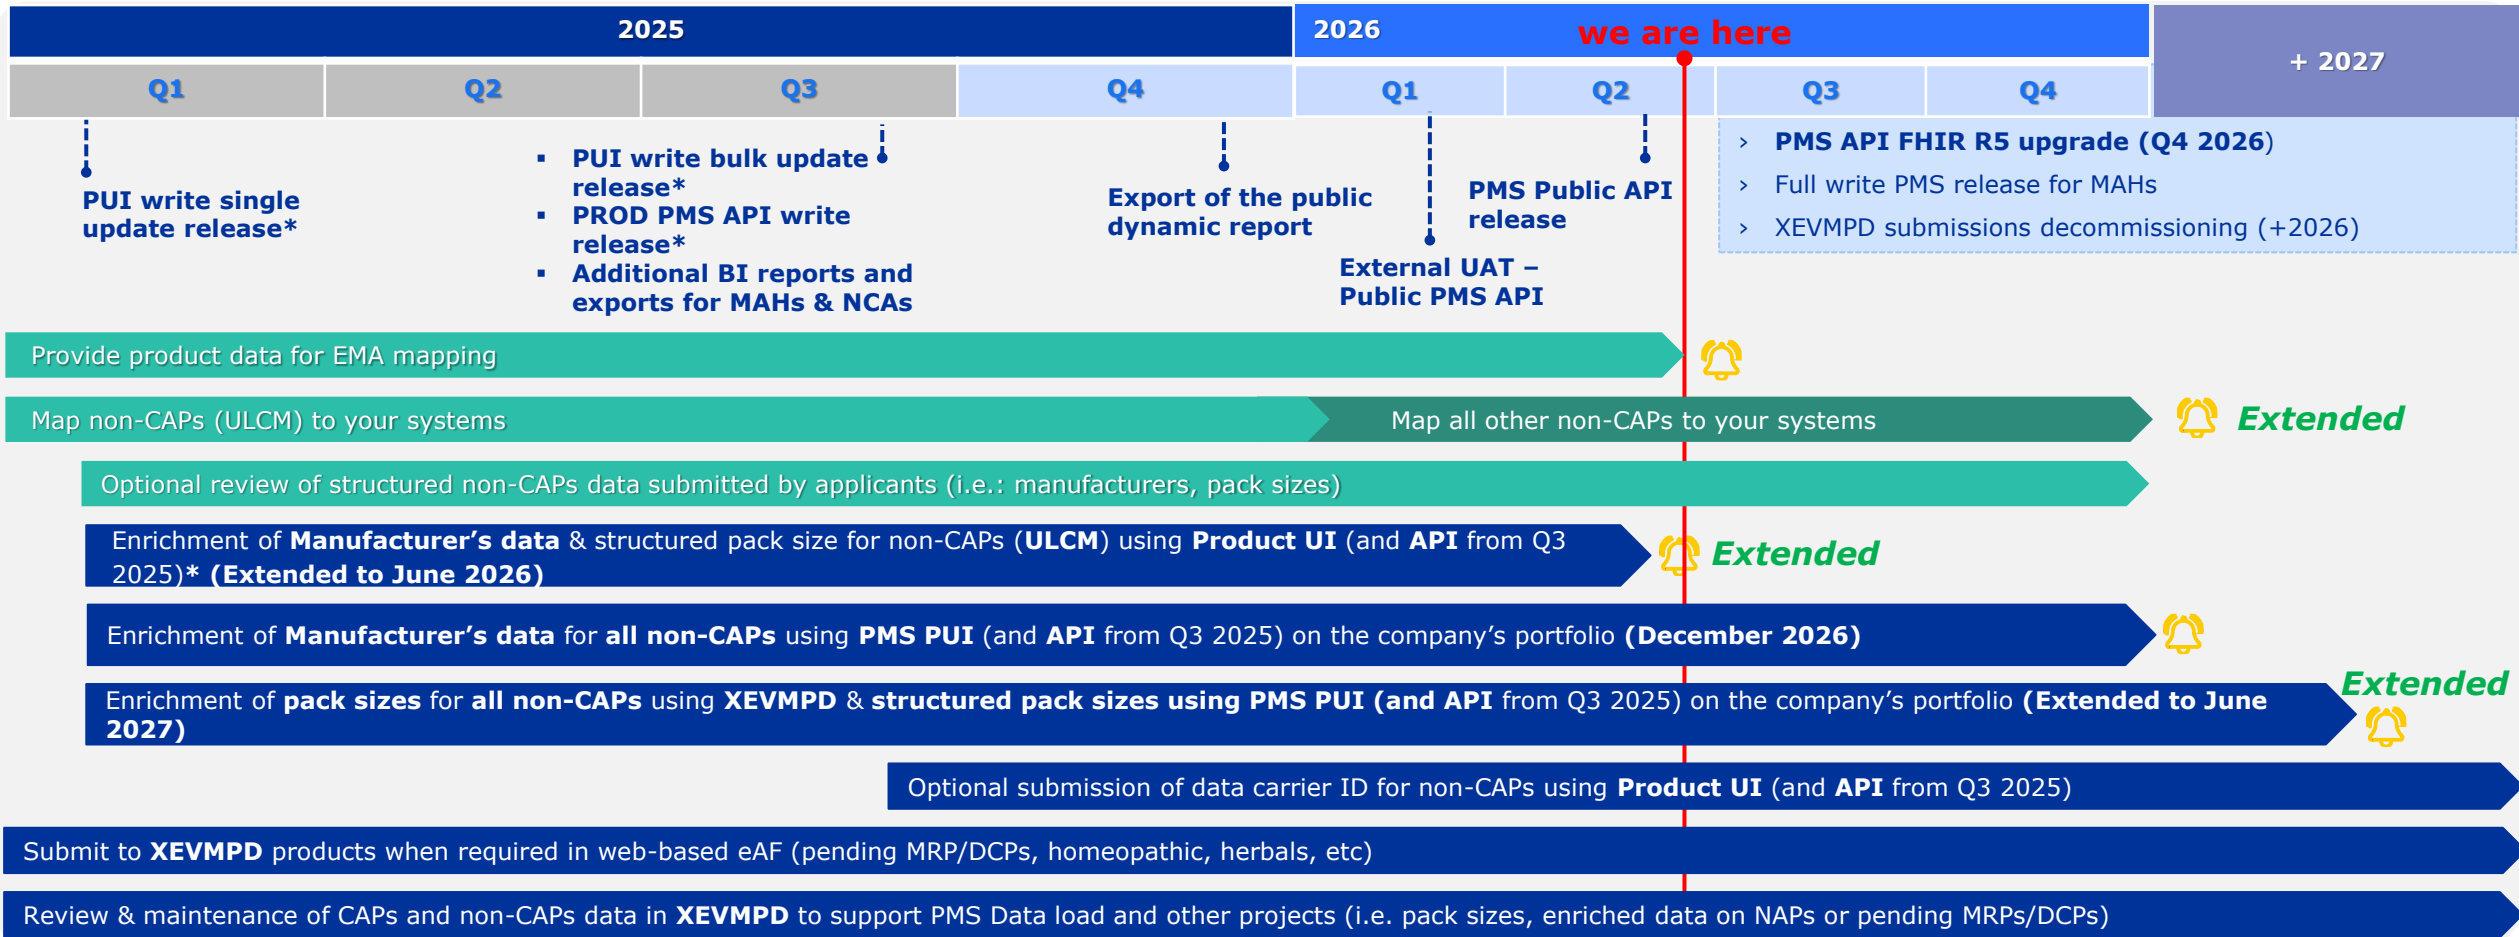 2025
2026
we are here
+ 2027
Q1
Q2
Q3
Q4
Q1
Q2
Q3
Q4
PUI write single
update release*
▪ PUI write bulk update
release*
▪ PROD PMS API write
release*
▪ Additional BI reports and
exports for MAHs & NCAs
Export of the public
dynamic report
External UAT –
Public PMS API
PMS Public API
release
› PMS API FHIR R5 upgrade (Q4 2026)
› Full write PMS release for MAHs
› XEVMPD submissions decommissioning (+2026)
Provide product data for EMA mapping
Map non-CAPs (ULCM) to your systems
Map all other non-CAPs to your systems
Extended
Optional review of structured non-CAPs data submitted by applicants (i.e.: manufacturers, pack sizes)
Enrichment of Manufacturer’s data & structured pack size for non-CAPs (ULCM) using Product UI (and API from Q3
2025)* (Extended to June 2026)
Extended
Enrichment of Manufacturer’s data for all non-CAPs using PMS PUI (and API from Q3 2025) on the company’s portfolio (December 2026)
Enrichment of pack sizes for all non-CAPs using XEVMPD & structured pack sizes using PMS PUI (and API from Q3 2025) on the company’s portfolio (Extended to June
2027)
Extended
Optional submission of data carrier ID for non-CAPs using Product UI (and API from Q3 2025)
Submit to XEVMPD products when required in web-based eAF (pending MRP/DCPs, homeopathic, herbals, etc)
Review & maintenance of CAPs and non-CAPs data in XEVMPD to support PMS Data load and other projects (i.e. pack sizes, enriched data on NAPs or pending MRPs/DCPs)